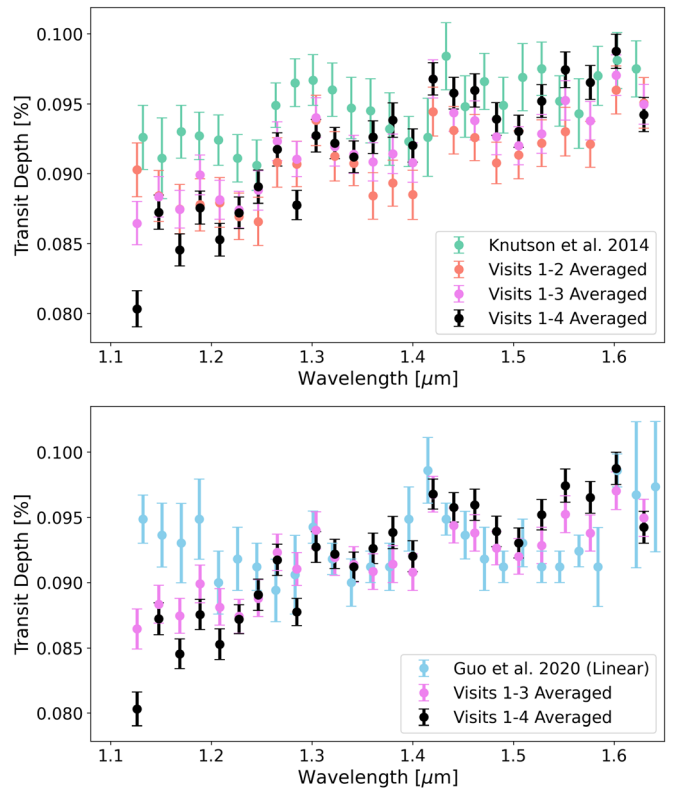 0.100
0.095
0.090
0.085
0.080
Transit Depth [%]
Knutson et al. 2014
Visits 1-2 Averaged
Visits 1-3 Averaged
Visits 1-4 Averaged
1.1 1.2 1.3 1.4 1.5 1.6
Wavelength [μm]
0.100
0.095
0.090
0.085
0.080
Transit Depth [%]
Guo et al. 2020 (Linear)
Visits 1-3 Averaged
Visits 1-4 Averaged
1.1 1.2 1.3 1.4 1.5 1.6
Wavelength [μm]